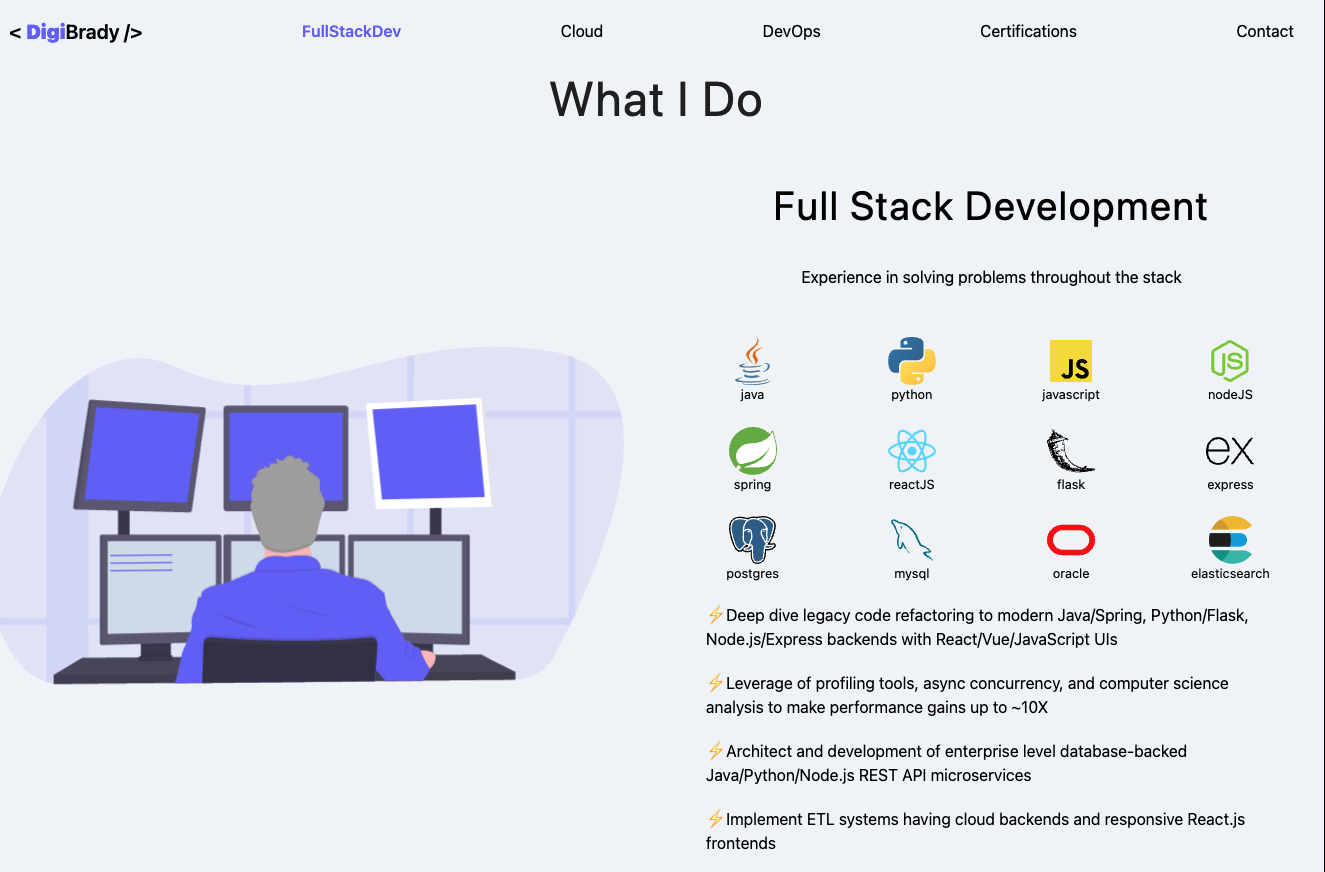 < DigiBrady />
FullStackDev
Cloud
DevOps
Certifications
Contact
What I Do
Full Stack Development
Experience in solving problems throughout the stack
JS
JS
java
python
javascript
nodeJS
ex
spring
reactJS
flask
express
postgres
mysql
oracle
elasticsearch
⚡Deep dive legacy code refactoring to modern Java/Spring, Python/Flask,
Node.js/Express backends with React/Vue/JavaScript UIs
⚡Leverage of profiling tools, async concurrency, and computer science
analysis to make performance gains up to ~10X
⚡Architect and development of enterprise level database-backed
Java/Python/Node.js REST API microservices
⚡Implement ETL systems having cloud backends and responsive React.js
frontends